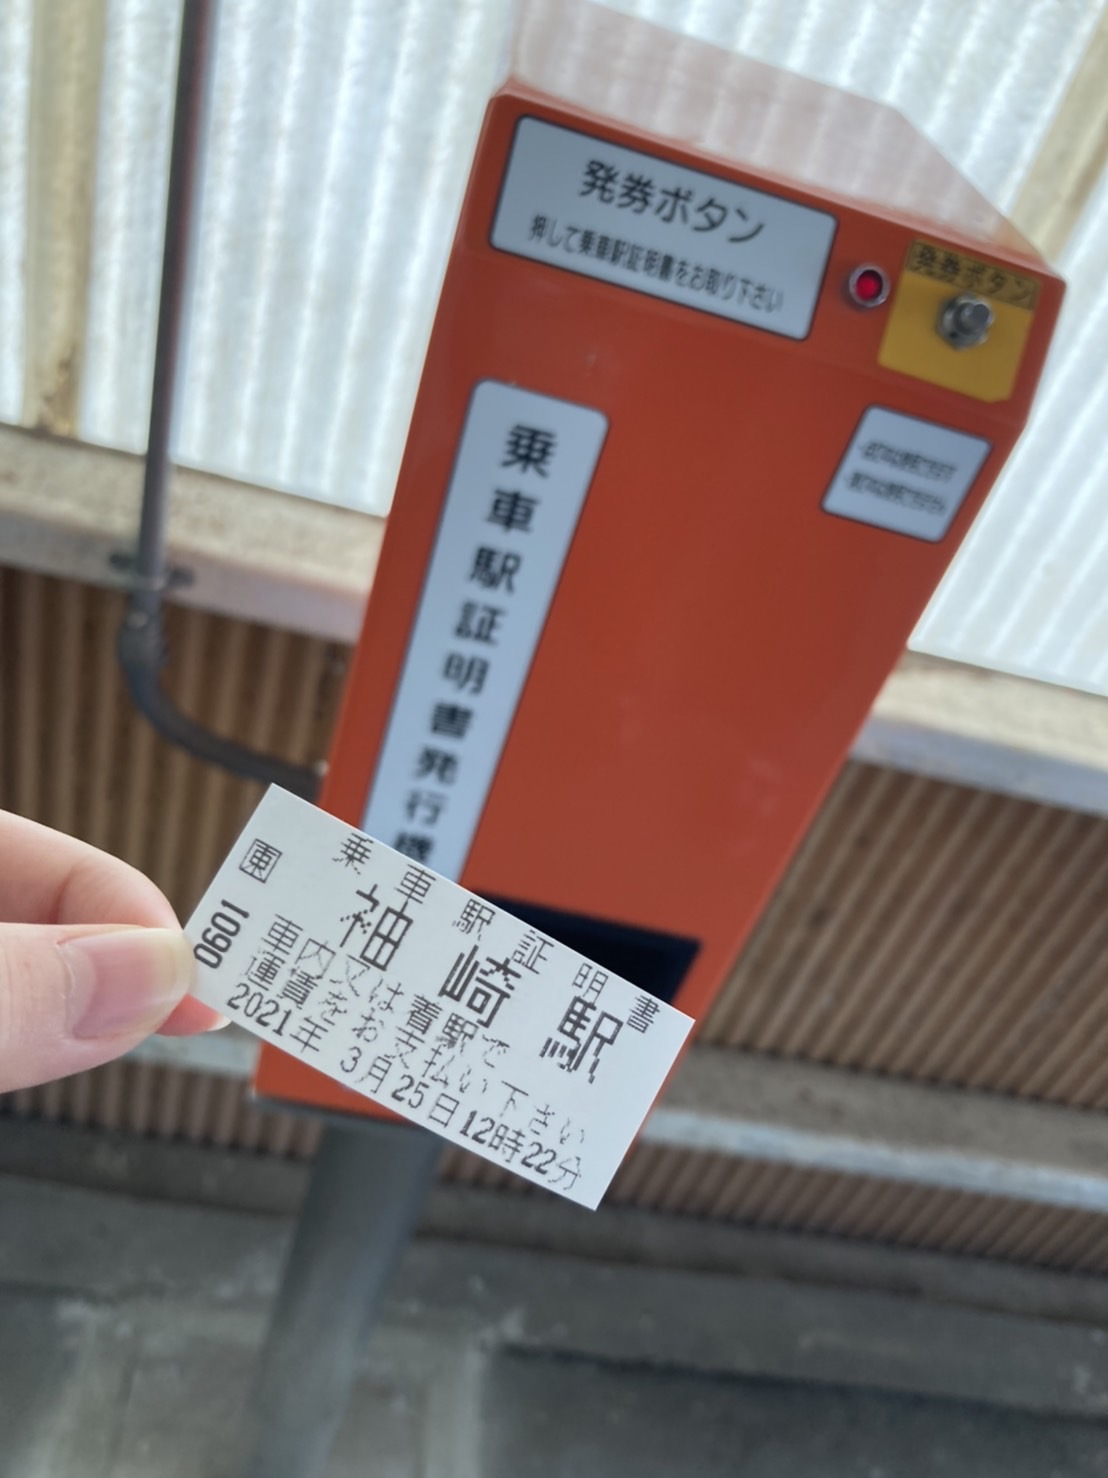 発券ボタン
押して乗車駅証明書をお取り下さい
発券ボタン
乗車駅証明書発行機
乗車駅証明書
袖崎駅
車内又は着駅で
運賃をお支払い下さい
2021年 3月25日12時22分
1090